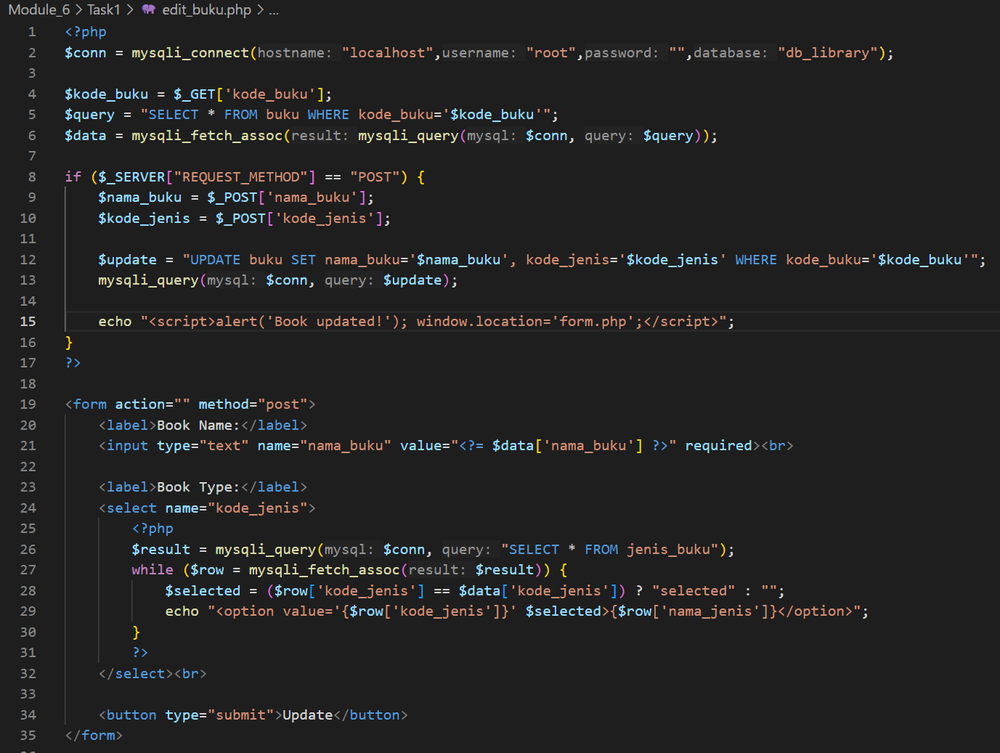 Module_6 > Task1 > edit_buku.php > ...
1 <?php
2 $conn = mysqli_connect(hostname: "localhost",username: "root",password: "",database: "db_library");
3
4 $kode_buku = $_GET['kode_buku'];
5 $query = "SELECT * FROM buku WHERE kode_buku='$kode_buku'";
6 $data = mysqli_fetch_assoc(result: mysqli_query(mysql: $conn, query: $query));
7
8 if ($_SERVER["REQUEST_METHOD"] == "POST") {
9     $nama_buku = $_POST['nama_buku'];
10     $kode_jenis = $_POST['kode_jenis'];
11
12     $update = "UPDATE buku SET nama_buku='$nama_buku', kode_jenis='$kode_jenis' WHERE kode_buku='$kode_buku'";
13     mysqli_query(mysql: $conn, query: $update);
14
15     echo "<script>alert('Book updated!'); window.location='form.php';</script>";
16 }
17 ?>
18
19 <form action="" method="post">
20     <label>Book Name:</label>
21     <input type="text" name="nama_buku" value="<?= $data['nama_buku'] ?>" required><br>
22
23     <label>Book Type:</label>
24     <select name="kode_jenis">
25         <?php
26         $result = mysqli_query(mysql: $conn, query: "SELECT * FROM jenis_buku");
27         while ($row = mysqli_fetch_assoc(result: $result)) {
28             $selected = ($row['kode_jenis'] == $data['kode_jenis']) ? "selected" : "";
29             echo "<option value='{$row['kode_jenis']}' $selected>{$row['nama_jenis']}</option>";
30         }
31         ?>
32     </select><br>
33
34     <button type="submit">Update</button>
35 </form>